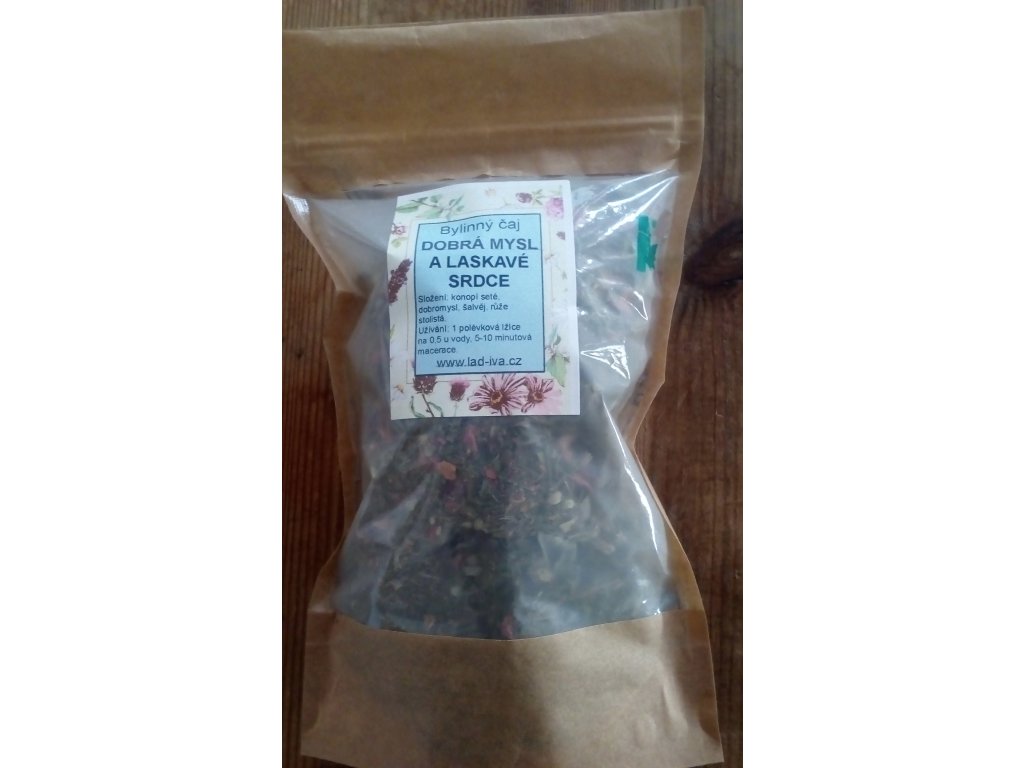 Bylinný čaj
DOBRÁ MYSL
A LASKAVÉ
SRDCE
Složení: konopí seté,
dobromysl, šalvěj, růže
stolistá.
Užívání: 1 polévková lžíce
na 0,5 u vody, 5-10 minutová
macerace.
www.lad-iva.cz